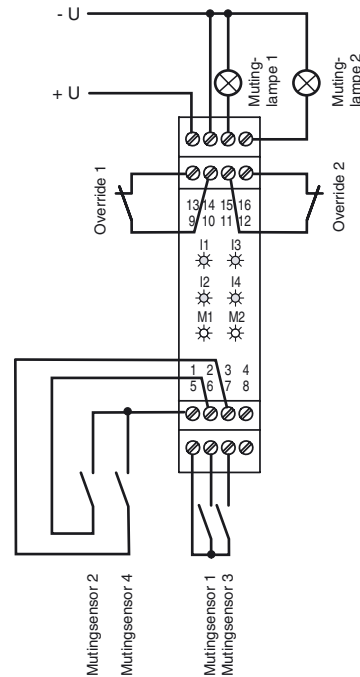 - U
+ U
Muting-
lampe 1
Muting-
lampe 2
Override 1
Override 2
13 14 15 16
9 10 11 12
I1 I3
I2 I4
M1 M2
1 2 3 4
5 6 7 8
Mutingsensor 2
Mutingsensor 4
Mutingsensor 1
Mutingsensor 3